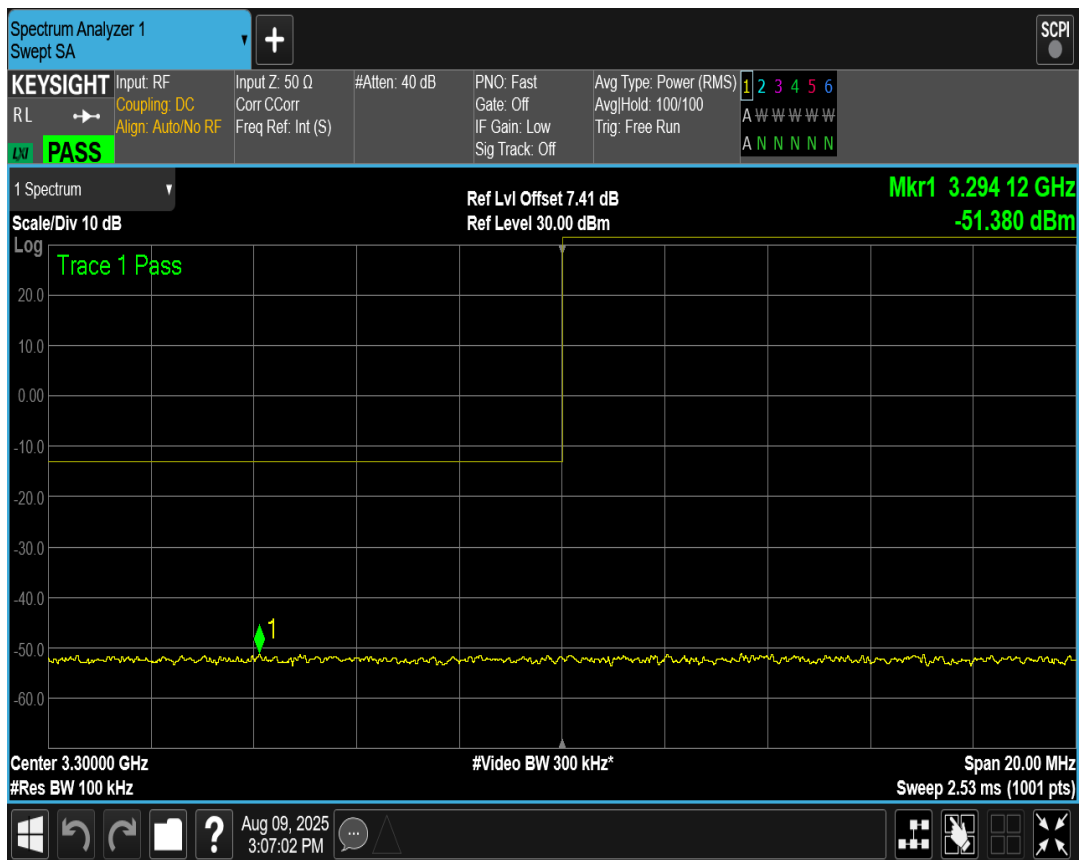 Spectrum Analyzer 1
Swept SA
+
SCPI
KEYSIGHT
RL
LXI PASS
Input: RF
Coupling: DC
Align: Auto/No RF
Input Z: 50 Ω
Corr CCorr
Freq Ref: Int (S)
#Atten: 40 dB
PNO: Fast
Gate: Off
IF Gain: Low
Sig Track: Off
Avg Type: Power (RMS)
Avg|Hold: 100/100
Trig: Free Run
1 2 3 4 5 6
A W W W W W
A N N N N N
1 Spectrum
Scale/Div 10 dB
Ref Lvl Offset 7.41 dB
Ref Level 30.00 dBm
Mkr1 3.294 12 GHz
-51.380 dBm
Log
Trace 1 Pass
20.0
10.0
0.00
-10.0
-20.0
-30.0
-40.0
1
-50.0
-60.0
Center 3.30000 GHz
#Res BW 100 kHz
#Video BW 300 kHz*
Span 20.00 MHz
Sweep 2.53 ms (1001 pts)
?
Aug 09, 2025
3:07:02 PM